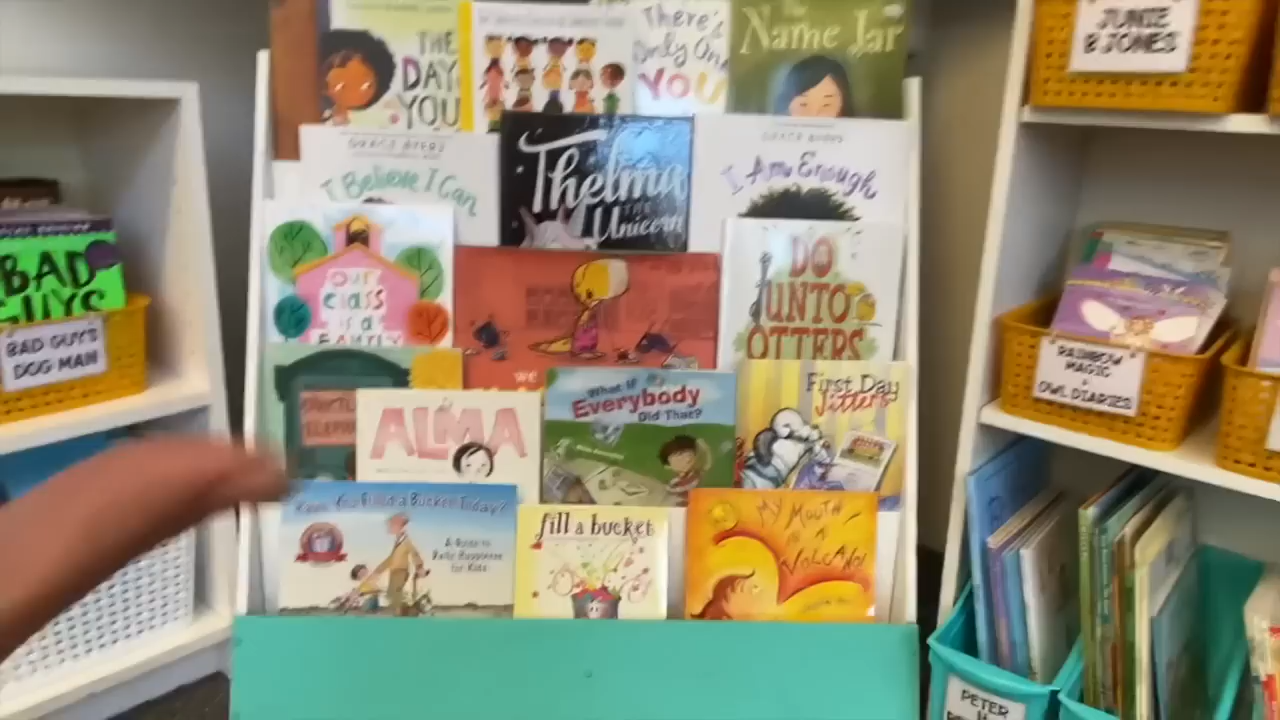 THE
DAY
YOU
There's
Only One
YOU
The
Name Jar
JUNIE
B JONES
GRACE BYERS
I Believe I Can
Thelma
THE
Unicorn
GRACE BYERS
I Am Enough
BAD
GUYS
BAD GUYS
DOG MAN
OUR
CLASS
is a
FAMILY
we
DO
UNTO
OTTERS
RAINBOW
MAGIC
+
OWL DIARIES
ALMA
What If
Everybody
Did That?
First Day
Jitters
Have You Filled a Bucket Today?
A Guide to
Daily Happiness
for Kids
fill a bucket
MY MOUTH
IS A
VOLCANO!
PETER